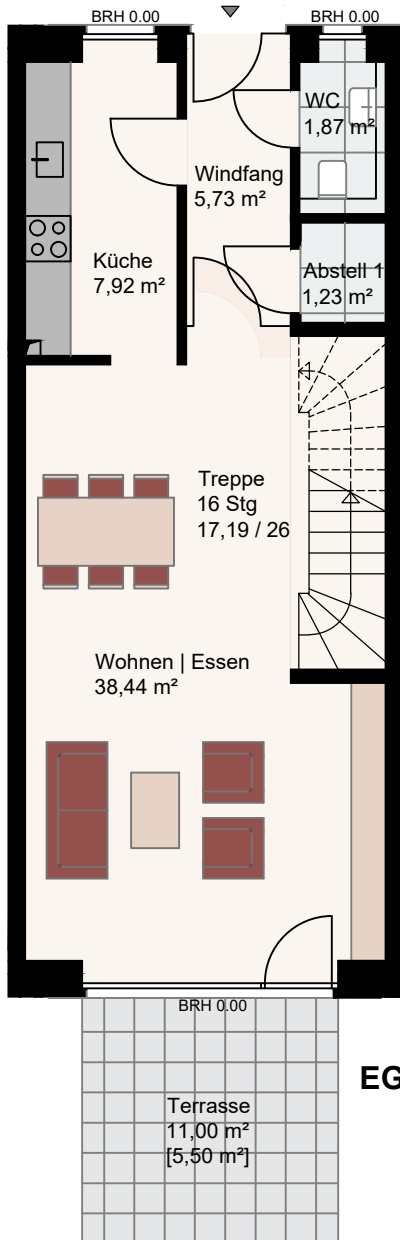 BRH 0.00
BRH 0.00
WC
1,87 m²
Windfang
5,73 m²
Küche
7,92 m²
Abstell 1
1,23 m²
Treppe
16 Stg
17,19 / 26
Wohnen | Essen
38,44 m²
BRH 0.00
EG
Terrasse
11,00 m²
[5,50 m²]